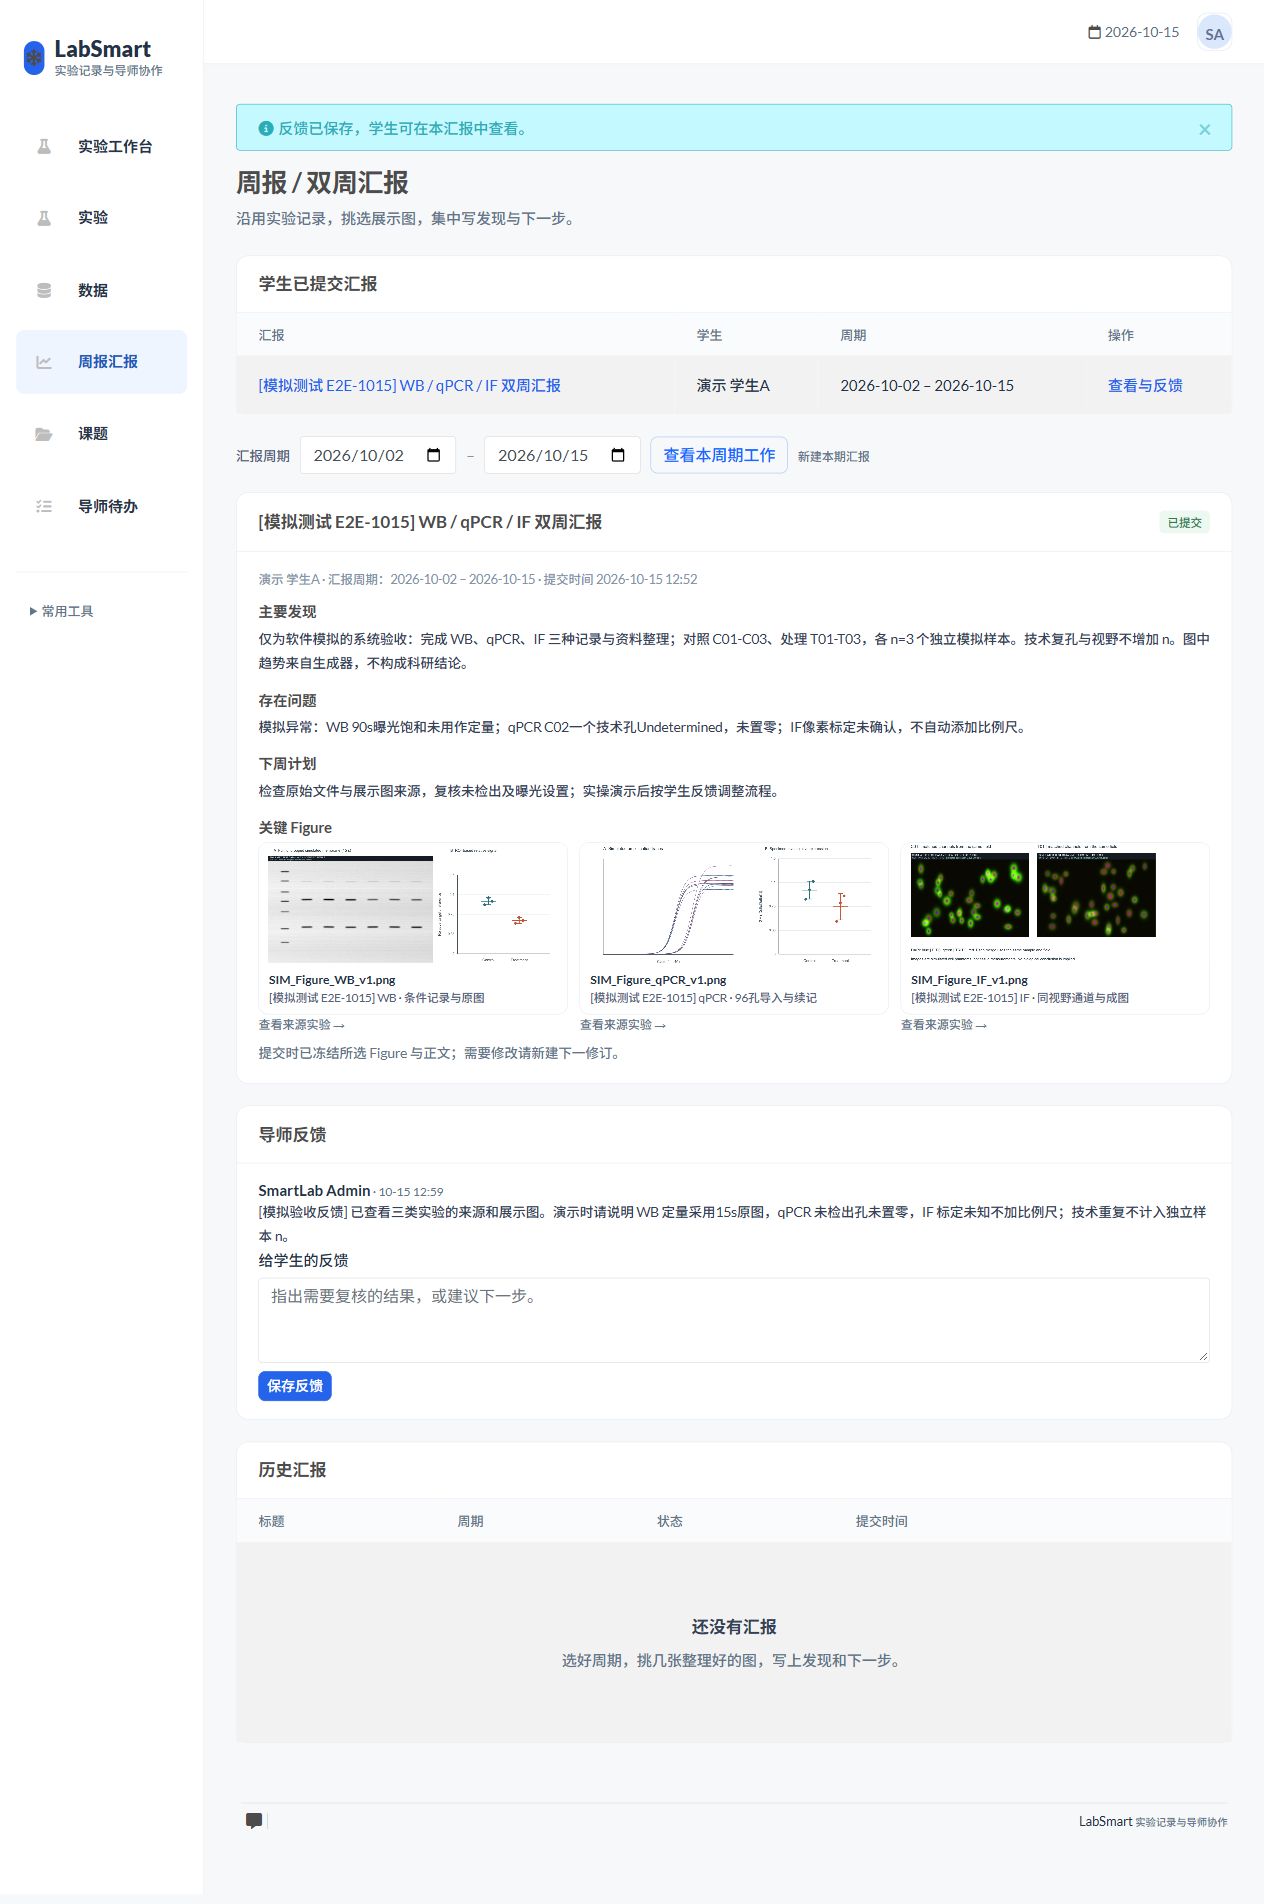 LabSmart
实验记录与导师协作
2026-10-15
SA
实验工作台
实验
数据
周报汇报
课题
导师待办
常用工具
反馈已保存，学生可在本汇报中查看。
周报 / 双周汇报
沿用实验记录，挑选展示图，集中写发现与下一步。
学生已提交汇报
汇报 学生 周期 操作
[模拟测试 E2E-1015] WB / qPCR / IF 双周汇报 演示 学生A 2026-10-02 – 2026-10-15 查看与反馈
汇报周期 2026/10/02 – 2026/10/15 查看本周期工作 新建本期汇报
[模拟测试 E2E-1015] WB / qPCR / IF 双周汇报 已提交
演示 学生A · 汇报周期：2026-10-02 – 2026-10-15 · 提交时间 2026-10-15 12:52
主要发现
仅为软件模拟的系统验收：完成 WB、qPCR、IF 三种记录与资料整理；对照 C01-C03、处理 T01-T03，各 n=3 个独立模拟样本。技术复孔与视野不增加 n。图中
趋势来自生成器，不构成科研结论。
存在问题
模拟异常：WB 90s曝光饱和未用作定量；qPCR C02一个技术孔Undetermined，未置零；IF像素标定未确认，不自动添加比例尺。
下周计划
检查原始文件与展示图来源，复核未检出及曝光设置；实操演示后按学生反馈调整流程。
关键 Figure
SIM_Figure_WB_v1.png
[模拟测试 E2E-1015] WB · 条件记录与原图
查看来源实验 →
SIM_Figure_qPCR_v1.png
[模拟测试 E2E-1015] qPCR · 96孔导入与续记
查看来源实验 →
SIM_Figure_IF_v1.png
[模拟测试 E2E-1015] IF · 同视野通道与成图
查看来源实验 →
提交时已冻结所选 Figure 与正文；需要修改请新建下一修订。
导师反馈
SmartLab Admin · 10-15 12:59
[模拟验收反馈] 已查看三类实验的来源和展示图。演示时请说明 WB 定量采用15s原图，qPCR 未检出孔未置零，IF 标定未知不加比例尺；技术重复不计入独立样
本 n。
给学生的反馈
指出需要复核的结果，或建议下一步。
保存反馈
历史汇报
标题 周期 状态 提交时间
还没有汇报
选好周期，挑几张整理好的图，写上发现和下一步。
LabSmart 实验记录与导师协作